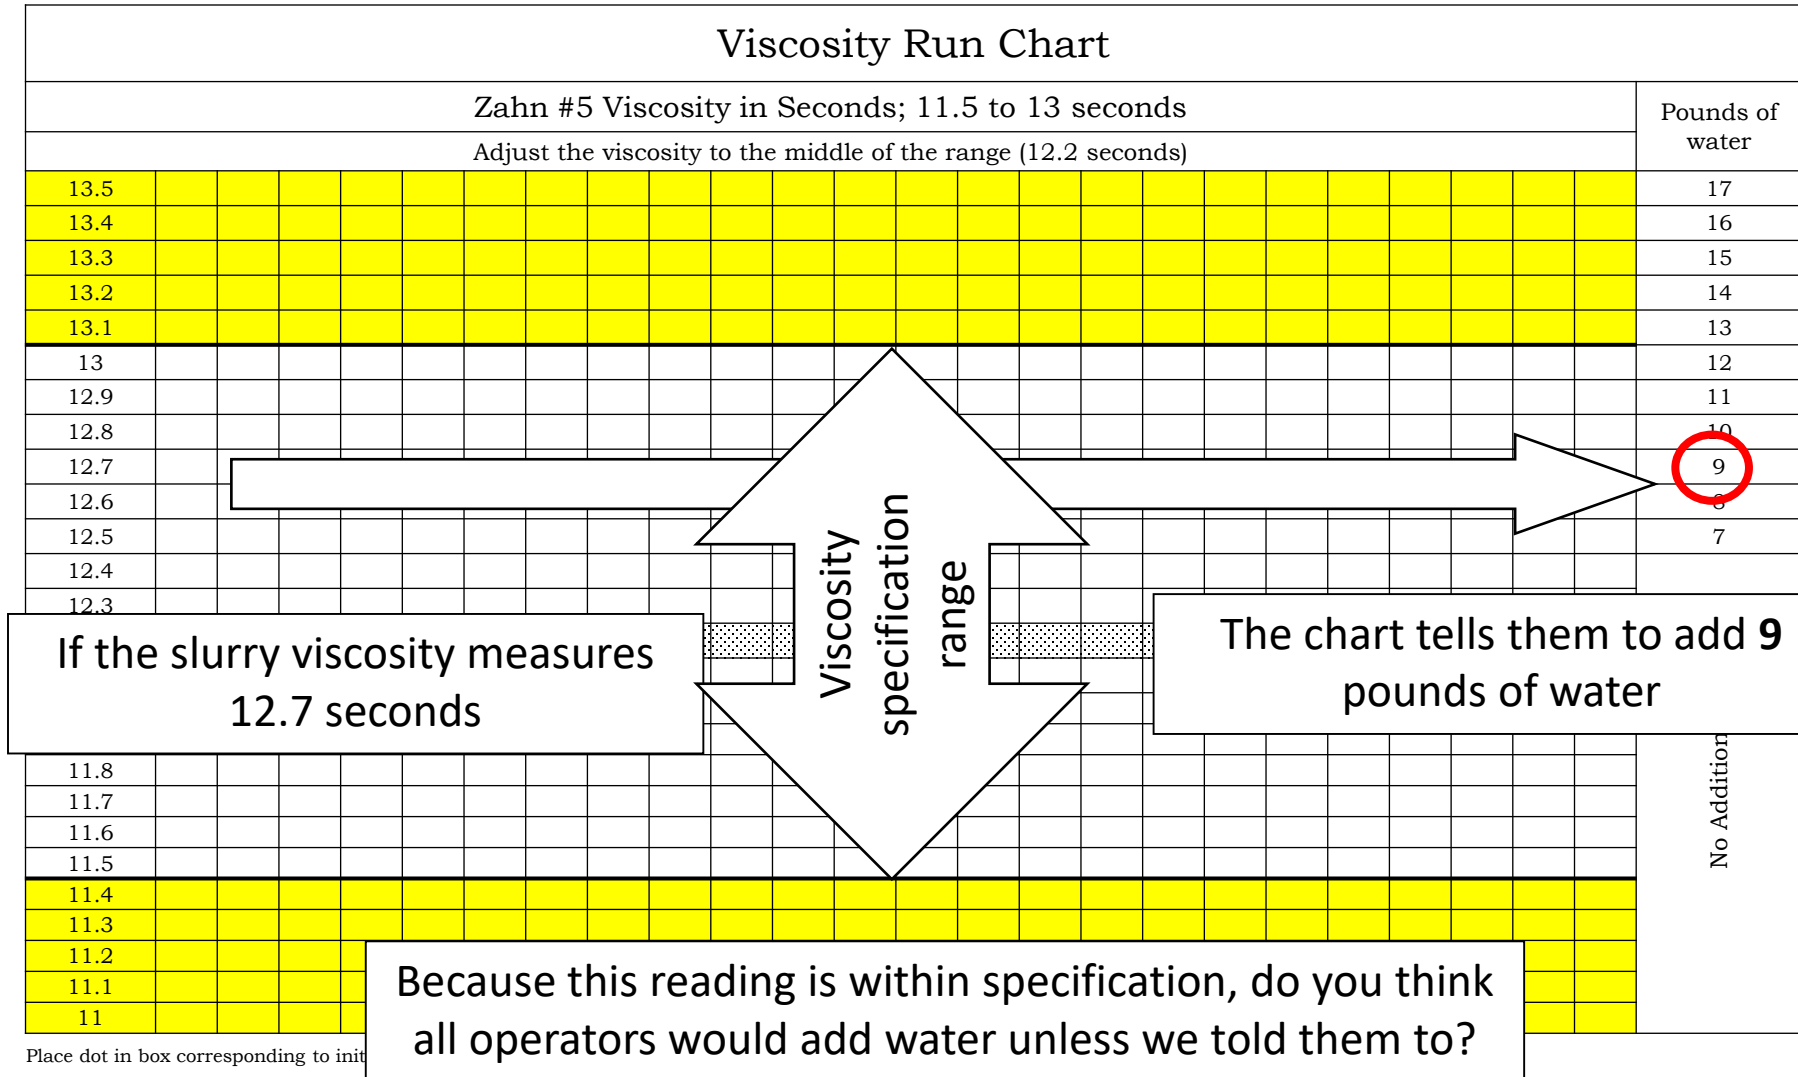 Viscosity Run Chart
Zahn #5 Viscosity in Seconds; 11.5 to 13 seconds
Pounds of
water
Adjust the viscosity to the middle of the range (12.2 seconds)
13.5 17
13.4 16
13.3 15
13.2 14
13.1 13
13 12
12.9 11
12.8 10
12.7 9
12.6 8
12.5 7
12.4
12.3
Viscosity
specification
range
If the slurry viscosity measures
12.7 seconds
The chart tells them to add 9
pounds of water
No Addition
11.8
11.7
11.6
11.5
11.4
11.3
11.2
11.1
11
Because this reading is within specification, do you think
all operators would add water unless we told them to?
Place dot in box corresponding to init